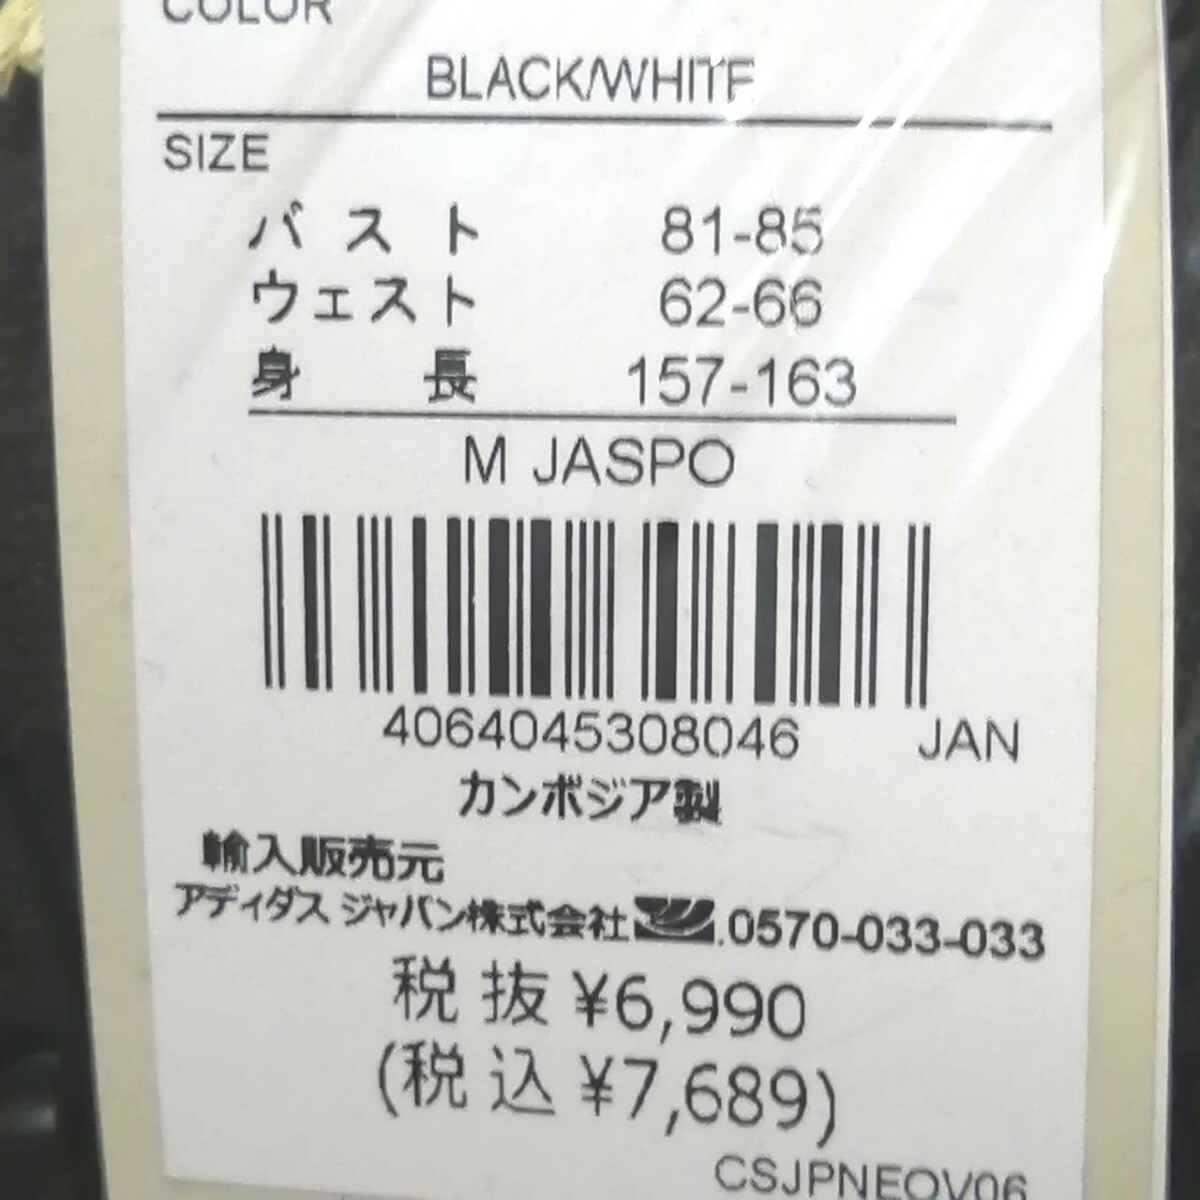 COLOR
BLACK/WHITE
SIZE
バスト 81-85
ウェスト 62-66
身長 157-163
M JASPO
4064045308046 JAN
カンボジア製
輸入販売元
アディダス ジャパン株式会社 .0570-033-033
税抜 ¥6,990
(税込 ¥7,689)
CSJPNEOV06